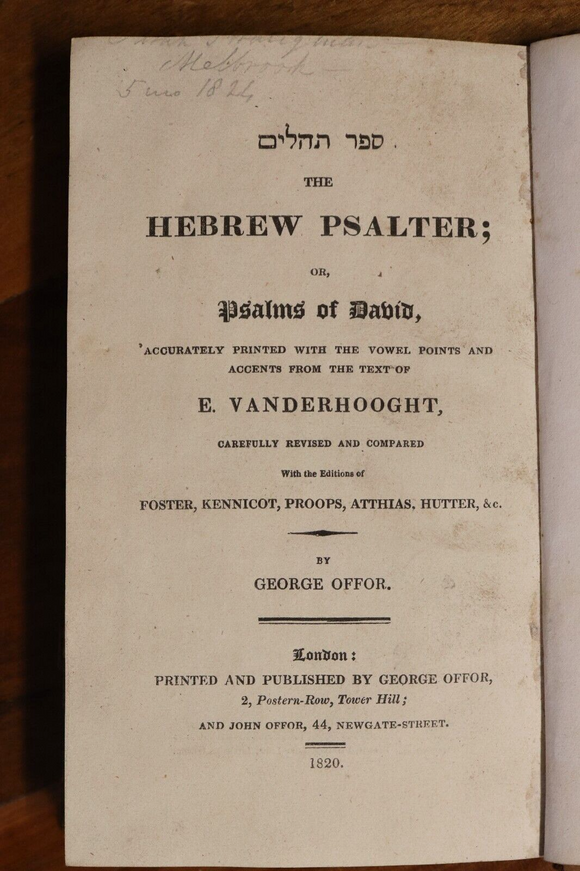 5 mo 1824
ספר תהלים.
THE
HEBREW PSALTER;
OR,
Psalms of David,
ACCURATELY PRINTED WITH THE VOWEL POINTS AND
ACCENTS FROM THE TEXT OF
E. VANDERHOOGHT,
CAREFULLY REVISED AND COMPARED
With the Editions of
FOSTER, KENNICOT, PROOPS, ATTHIAS, HUTTER, &c.
BY
GEORGE OFFOR.
London:
PRINTED AND PUBLISHED BY GEORGE OFFOR,
2, Postern-Row, Tower Hill;
AND JOHN OFFOR, 44, NEWGATE-STREET.
1820.